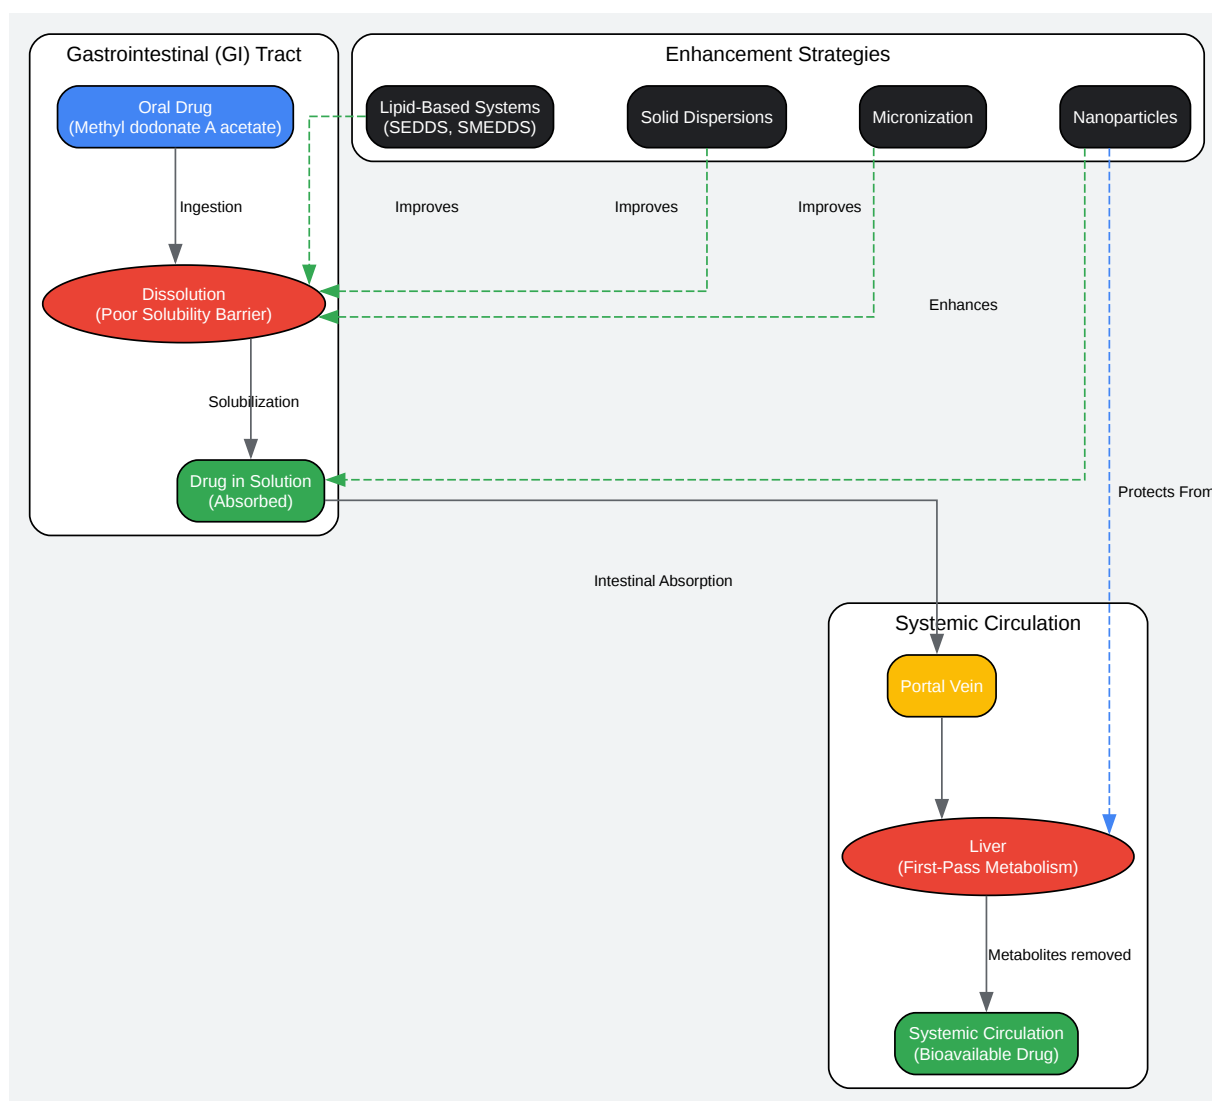 Gastrointestinal (GI) Tract
Enhancement Strategies
Oral Drug
(Methyl dodonate A acetate)
Lipid-Based Systems
(SEDDS, SMEDDS)
Solid Dispersions
Micronization
Nanoparticles
Ingestion
Improves
Improves
Improves
Dissolution
(Poor Solubility Barrier)
Enhances
Solubilization
Drug in Solution
(Absorbed)
Protects From
Intestinal Absorption
Systemic Circulation
Portal Vein
Liver
(First-Pass Metabolism)
Metabolites removed
Systemic Circulation
(Bioavailable Drug)